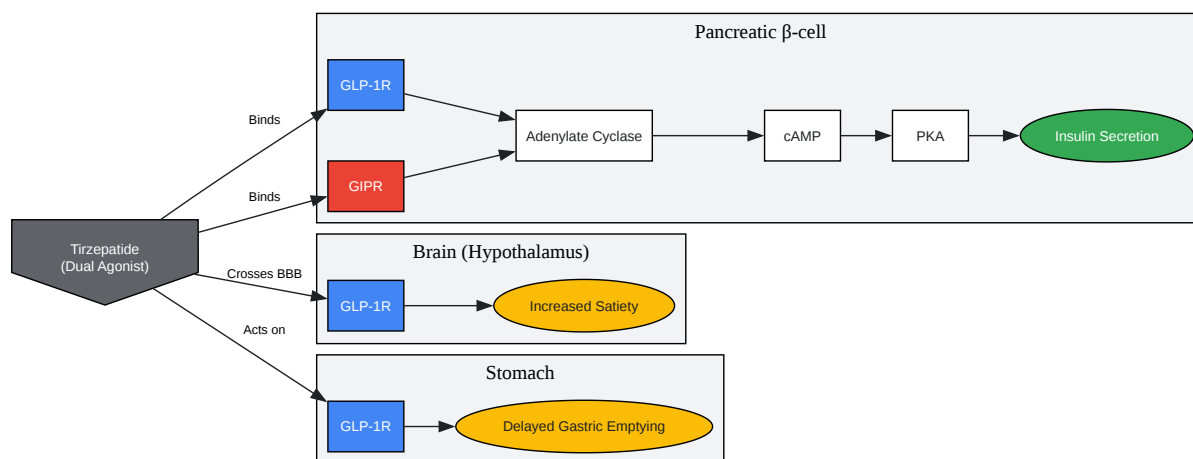 Pancreatic β-cell
GLP-1R
Binds
Adenylate Cyclase
cAMP
PKA
Insulin Secretion
GIPR
Binds
Tirzepatide
(Dual Agonist)
Brain (Hypothalamus)
Crosses BBB
GLP-1R
Increased Satiety
Acts on
Stomach
GLP-1R
Delayed Gastric Emptying